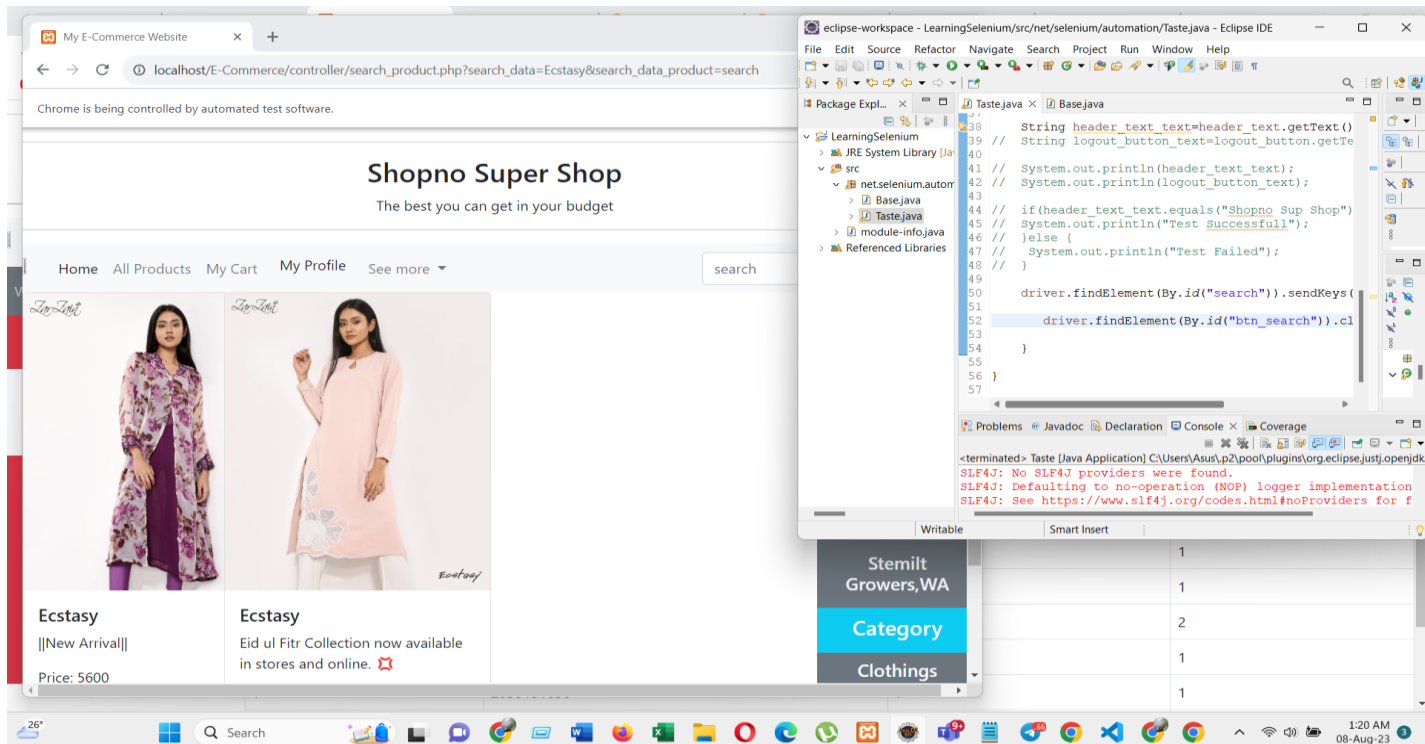 My E-Commerce Website
localhost/E-Commerce/controller/search_product.php?search_data=Ecstasy&search_data_product=search
Chrome is being controlled by automated test software.
Shopno Super Shop
The best you can get in your budget
Home All Products My Cart My Profile See more
search
ZarZain
ZarZain
Ecstasy
Ecstasy
||New Arrival||
Price: 5600
Ecstasy
Eid ul Fitr Collection now available
in stores and online.
Stemilt
Growers,WA
Category
Clothings
1
1
2
1
1
eclipse-workspace - LearningSelenium/src/net/selenium/automation/Taste.java - Eclipse IDE
File Edit Source Refactor Navigate Search Project Run Window Help
Package Expl...
LearningSelenium
JRE System Library [Ja
src
net.selenium.autom
Base.java
Taste.java
module-info.java
Referenced Libraries
Taste.java Base.java
37
38 String header_text_text=header_text.getText()
39 // String logout_button_text=logout_button.getTe
40
41 // System.out.println(header_text_text);
42 // System.out.println(logout_button_text);
43
44 // if(header_text_text.equals("Shopno Sup Shop")
45 // System.out.println("Test Successfull");
46 // }else {
47 // System.out.println("Test Failed");
48 // }
49
50 driver.findElement(By.id("search")).sendKeys(
51
52 driver.findElement(By.id("btn_search")).cl
53
54 }
55
56 }
57
Problems Javadoc Declaration Console Coverage
<terminated> Taste [Java Application] C:\Users\Asus\.p2\pool\plugins\org.eclipse.justj.openjdk
SLF4J: No SLF4J providers were found.
SLF4J: Defaulting to no-operation (NOP) logger implementation
SLF4J: See https://www.slf4j.org/codes.html#noProviders for f
Writable Smart Insert
26°
Search
9+
66
1:20 AM
08-Aug-23
3